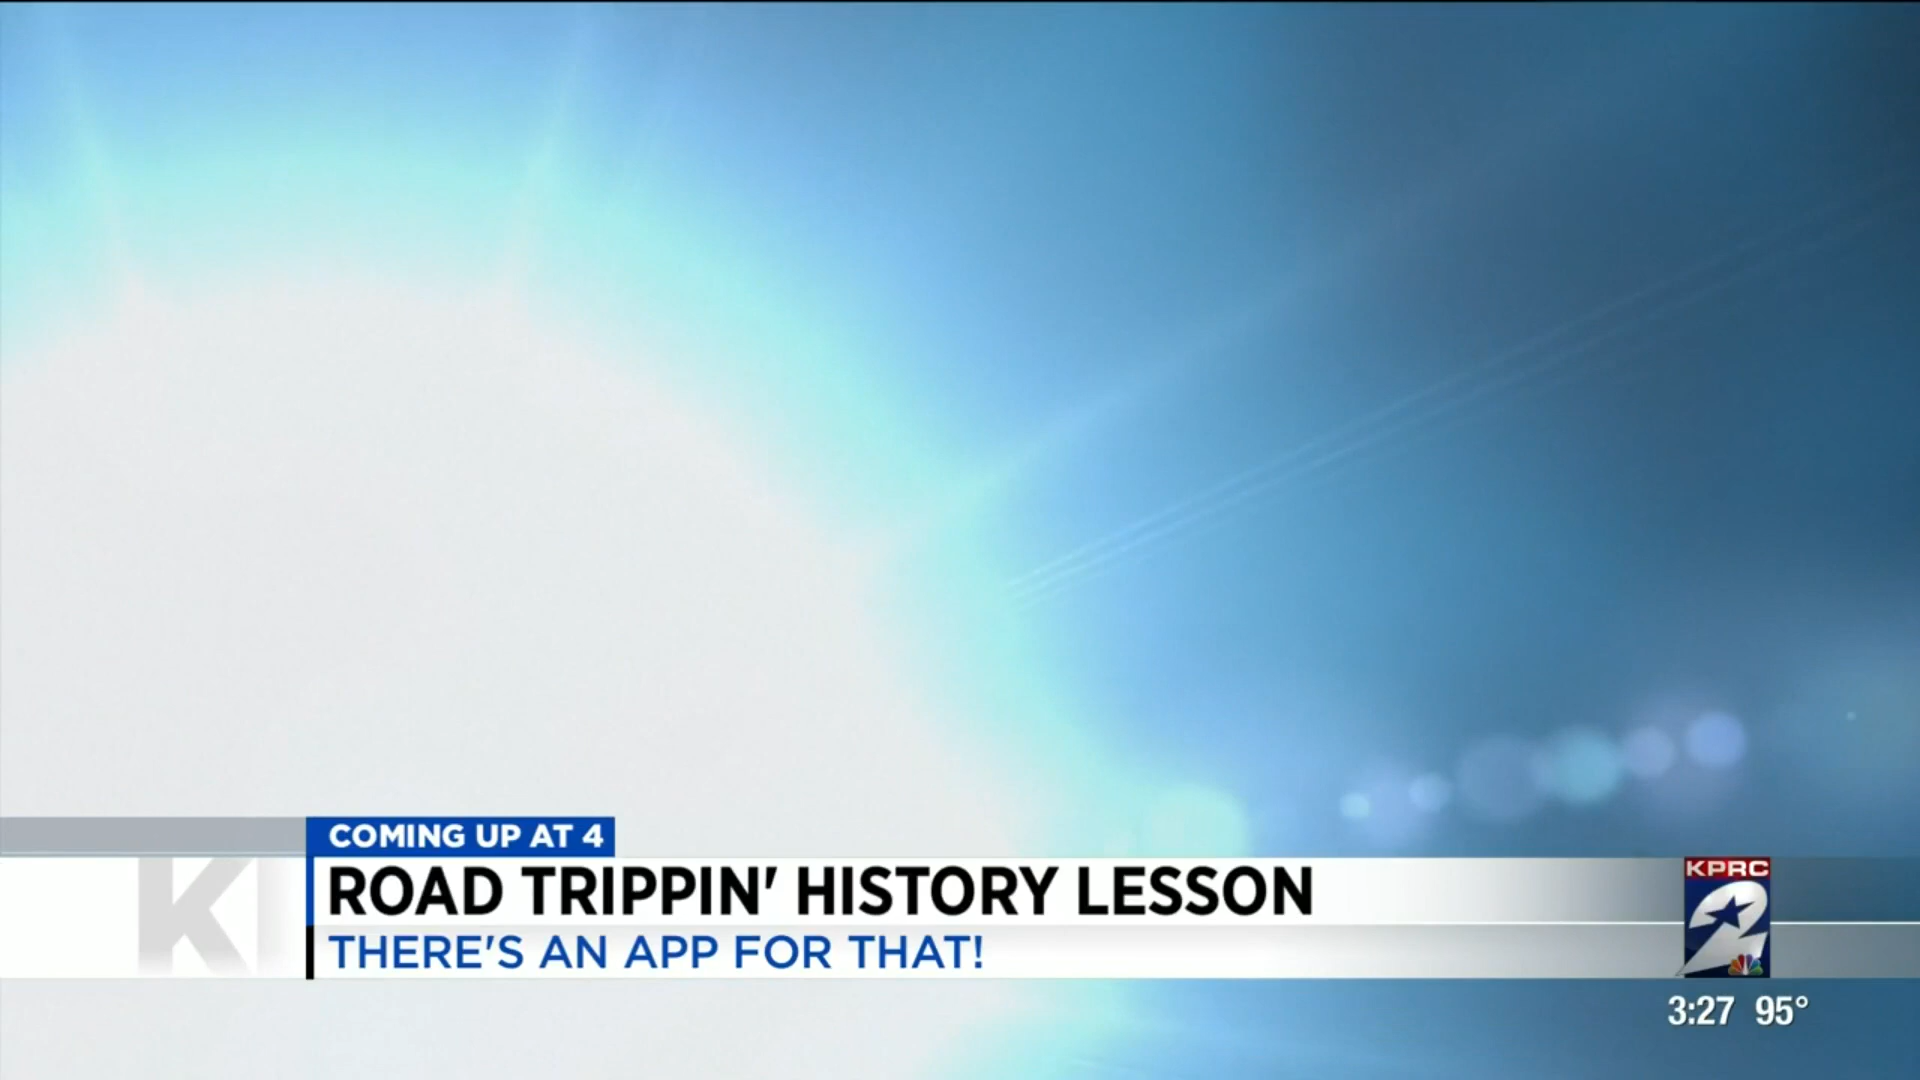 COMING UP AT 4
ROAD TRIPPIN' HISTORY LESSON
THERE'S AN APP FOR THAT!
K
KPRC
2
3:27 95°